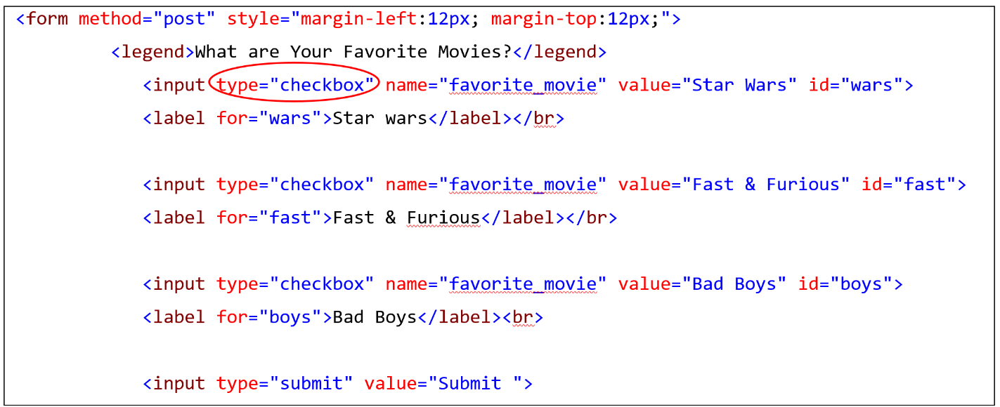 <form method="post" style="margin-left:12px; margin-top:12px;">
<legend>What are Your Favorite Movies?</legend>
<input type="checkbox" name="favorite_movie" value="Star Wars" id="wars">
<label for="wars">Star wars</label></br>
<input type="checkbox" name="favorite_movie" value="Fast & Furious" id="fast">
<label for="fast">Fast & Furious</label></br>
<input type="checkbox" name="favorite_movie" value="Bad Boys" id="boys">
<label for="boys">Bad Boys</label><br>
<input type="submit" value="Submit ">